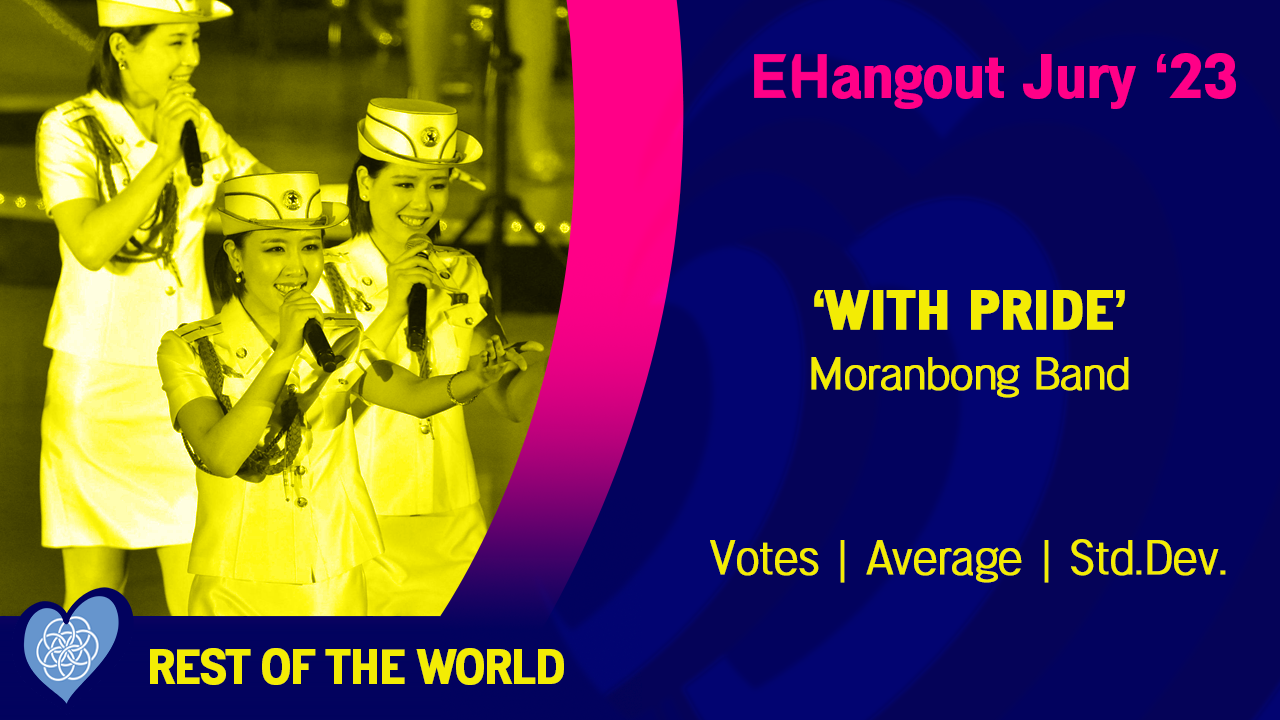 EHangout Jury ‘23
‘WITH PRIDE’
Moranbong Band
Votes | Average | Std.Dev.
REST OF THE WORLD